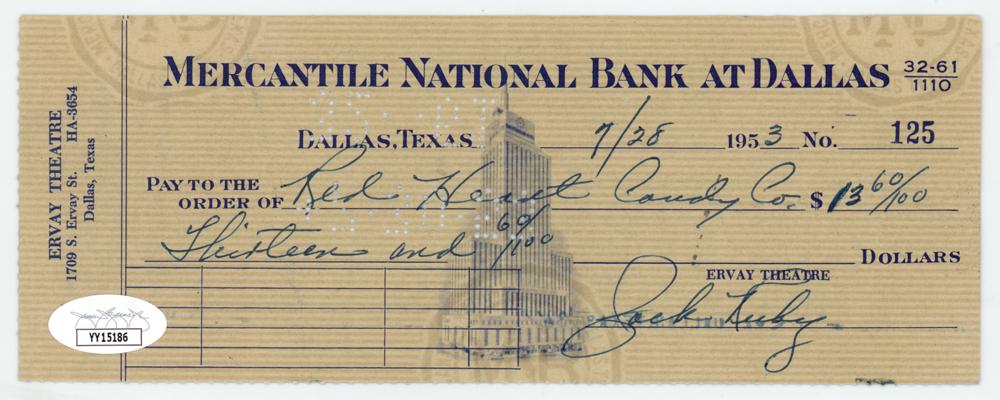 MERCANTILE NATIONAL BANK AT DALLAS 32-61/1110
DALLAS, TEXAS 7/28 1953 No. 125
PAY TO THE ORDER OF Red Heart Candy Co. $13 60/100
Thirteen and 60/100 DOLLARS
ERVAY THEATRE
Jack Ruby
ERVAY THEATRE
1709 S. Ervay St. HA-3654
Dallas, Texas
YY15186